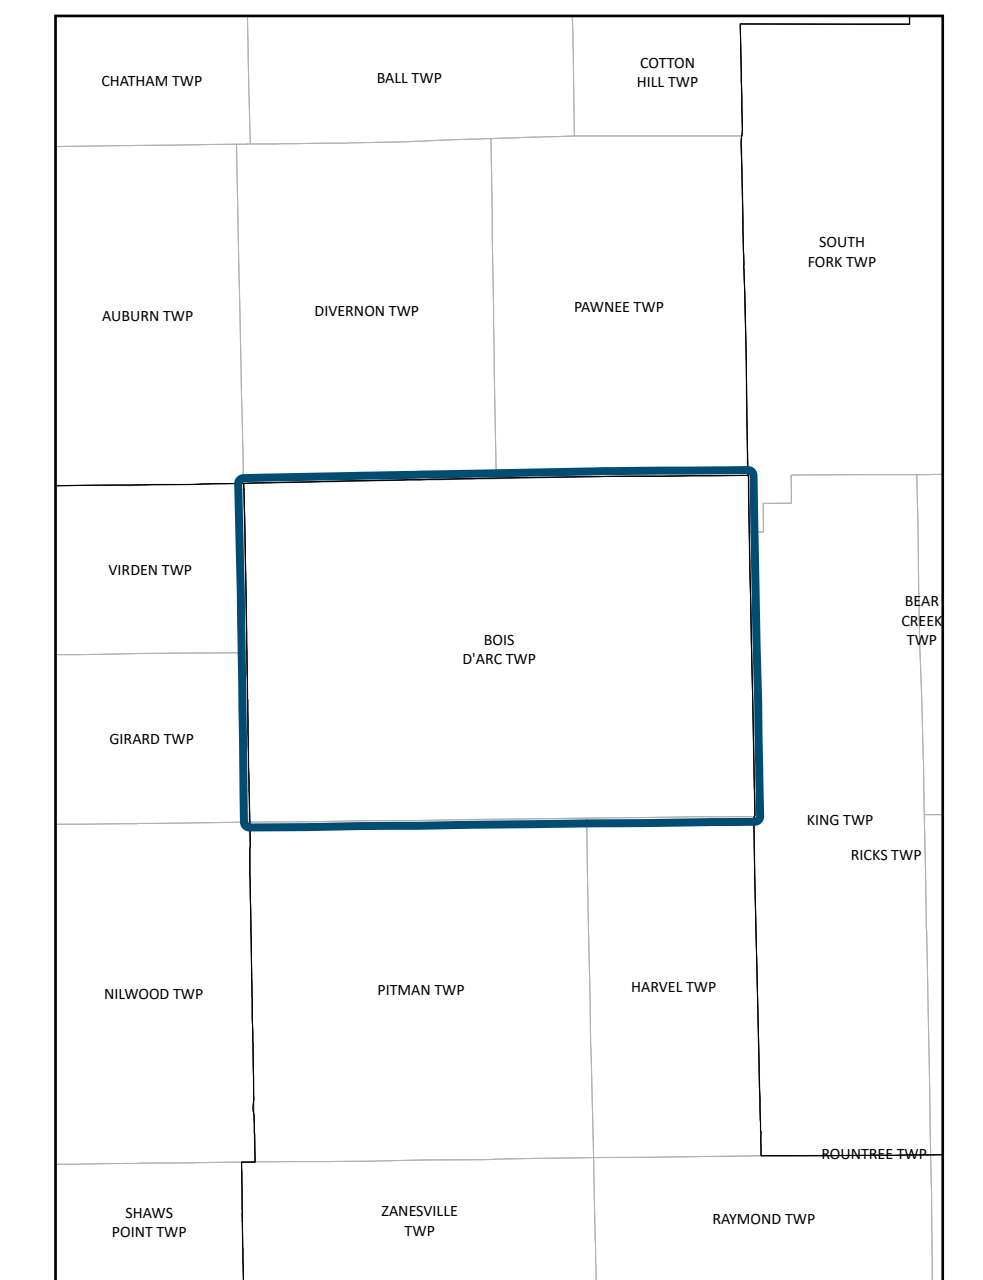 COTTON
HILL TWP
CHATHAM TWP
BALL TWP
SOUTH
FORK TWP
AUBURN TWP
DIVERNON TWP
PAWNEE TWP
VIRDEN TWP
BEAR
CREEK
TWP
BOIS
D'ARC TWP
GIRARD TWP
KING TWP
RICKS TWP
NILWOOD TWP
PITMAN TWP
HARVEL TWP
ROUNTREE TWP
SHAWS
POINT TWP
ZANESVILLE
TWP
RAYMOND TWP